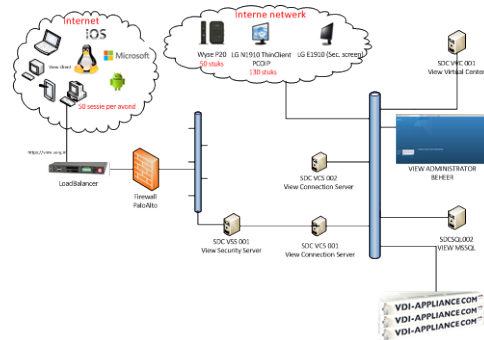 Internet
iOS
Microsoft
View client
50 sessie per avond
LoadBalancer
Firewall
PaloAlto
Interne netwerk
Wyse P20
50 stuks
LG N1910 ThinClient
PCOIP
130 stuks
LG E1910 (Sec. screen)
SDC VVC 001
View Virtual Center
VIEW ADMINISTRATOR
BEHEER
SDC VCS 002
View Connection Server
SDC VSS 001
View Security Server
SDC VCS 001
View Connection Server
SDCSQL002
VIEW MSSQL
VDI-APPLIANCE COM
VDI-APPLIANCE COM
VDI-APPLIANCE COM